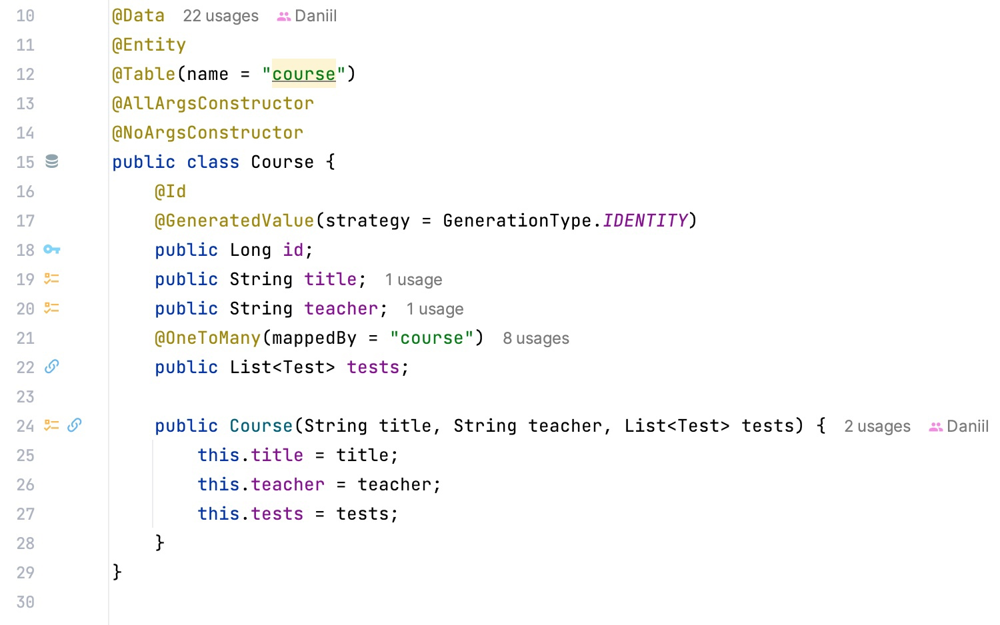 10 @Data 22 usages Daniil
11 @Entity
12 @Table(name = "course")
13 @AllArgsConstructor
14 @NoArgsConstructor
15 public class Course {
16 @Id
17 @GeneratedValue(strategy = GenerationType.IDENTITY)
18 public Long id;
19 public String title; 1 usage
20 public String teacher; 1 usage
21 @OneToMany(mappedBy = "course") 8 usages
22 public List<Test> tests;
23
24 public Course(String title, String teacher, List<Test> tests) { 2 usages Daniil
25 this.title = title;
26 this.teacher = teacher;
27 this.tests = tests;
28 }
29 }
30